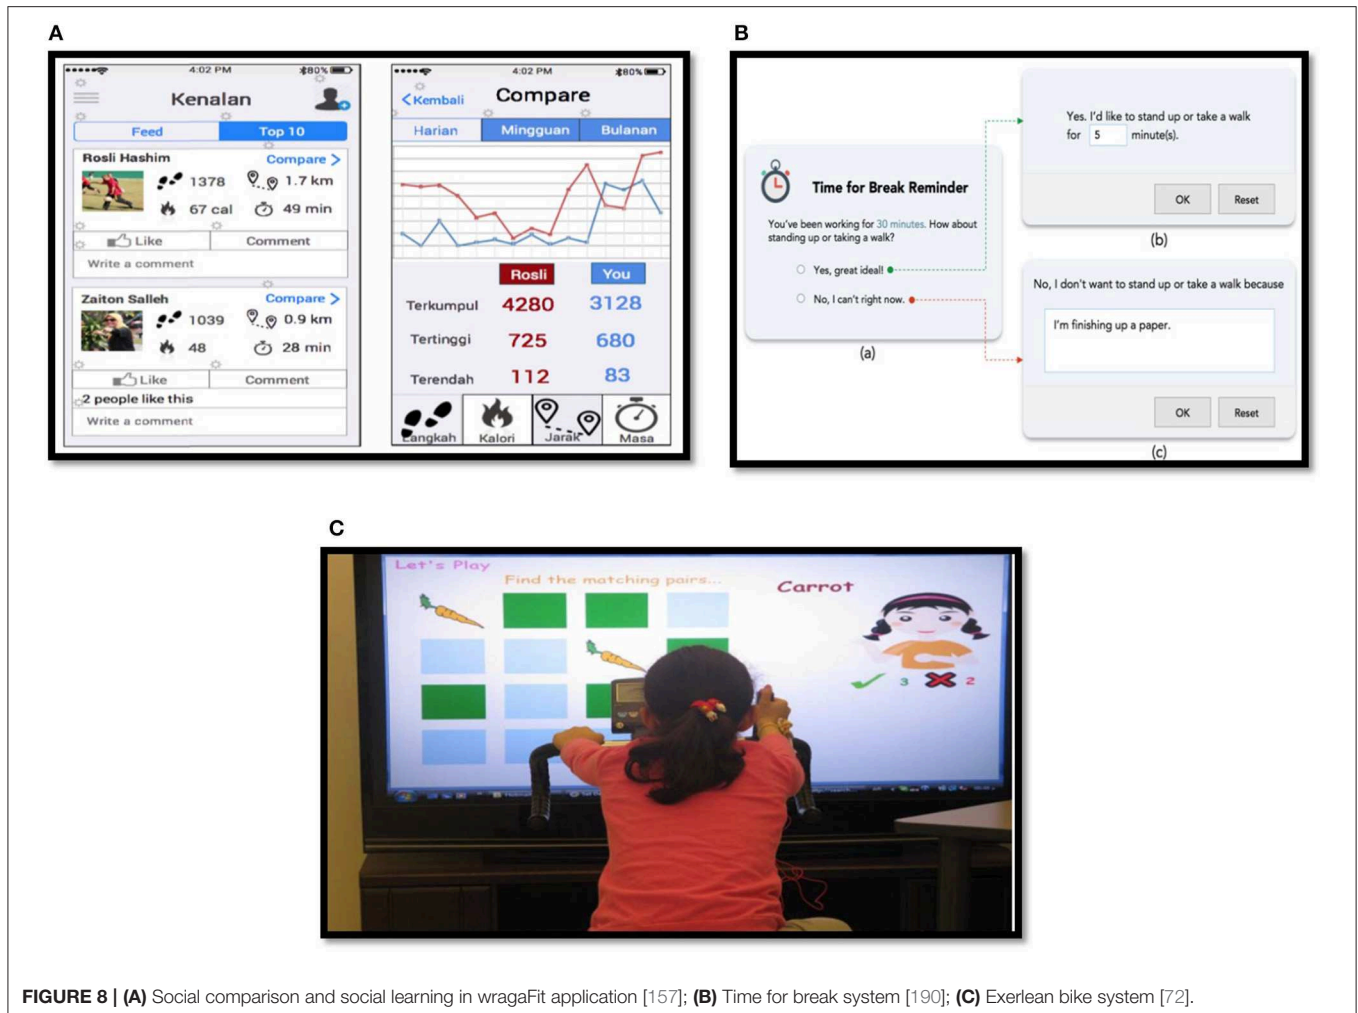 A
4:02 PM 80%
Kenalan
Feed Top 10
Rosli Hashim Compare >
1378 1.7 km
67 cal 49 min
Like Comment
Write a comment
Zaiton Salleh Compare >
1039 0.9 km
48 28 min
Like Comment
2 people like this
Write a comment
4:02 PM 80%
<Kembali Compare
Harian Mingguan Bulanan
Rosli You
Terkumpul 4280 3128
Tertinggi 725 680
Terendah 112 83
Langkah Kalori Jarak Masa
B
Time for Break Reminder
You've been working for 30 minutes. How about
standing up or taking a walk?
Yes, great ideal!
No, I can't right now.
(a)
Yes. I'd like to stand up or take a walk
for 5 minute(s).
OK Reset
(b)
No, I don't want to stand up or take a walk because
I'm finishing up a paper.
OK Reset
(c)
C
Let's Play
Find the matching pairs...
Carrot
3 2
FIGURE 8 | (A) Social comparison and social learning in wragaFit application [157]; (B) Time for break system [190]; (C) Exerlean bike system [72].